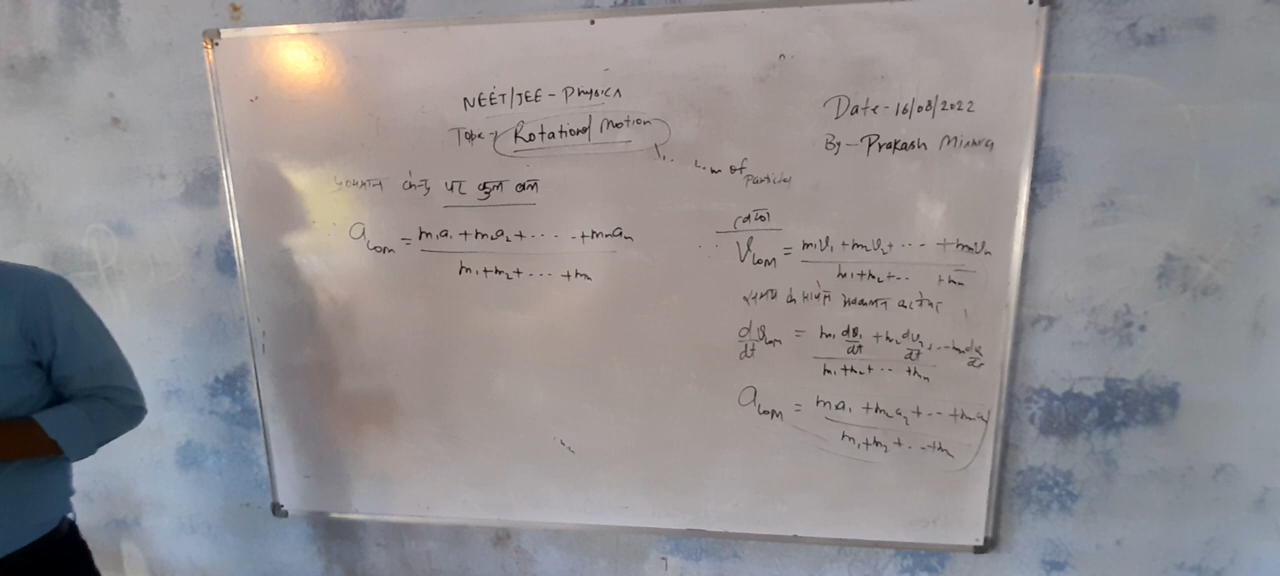 NEET/JEE - Physics
Topic - Rotational Motion
Date - 16/08/2022
By - Prakash Mishra
of particles
पर कुल बल
a_com = m₁a₁ + m₂a₂ + ---- + mₙaₙ / m₁ + m₂ + ---- + mₙ
V_com = m₁v₁ + m₂v₂ + --- + mₙvₙ / m₁ + m₂ + --- + mₙ
d/dt v_com = m₁ dv₁/dt + m₂ dv₂/dt + --- mₙ dvₙ/dt / m₁ + m₂ + --- + mₙ
a_com = m₁a₁ + m₂a₂ + -- + mₙaₙ / m₁ + m₂ + -- + mₙ